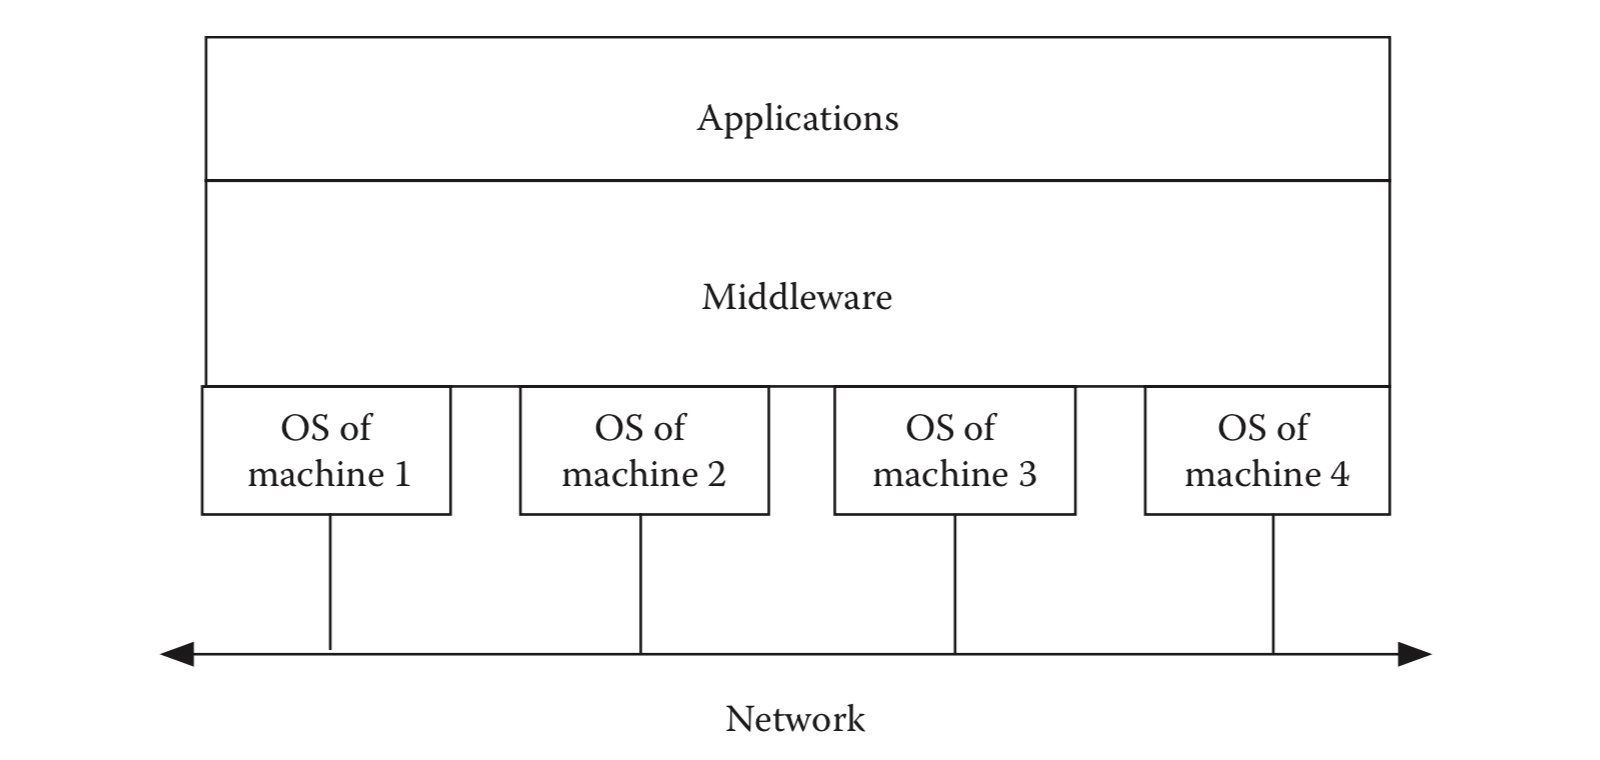 Applications
Middleware
OS of
machine 1
OS of
machine 2
OS of
machine 3
OS of
machine 4
Network